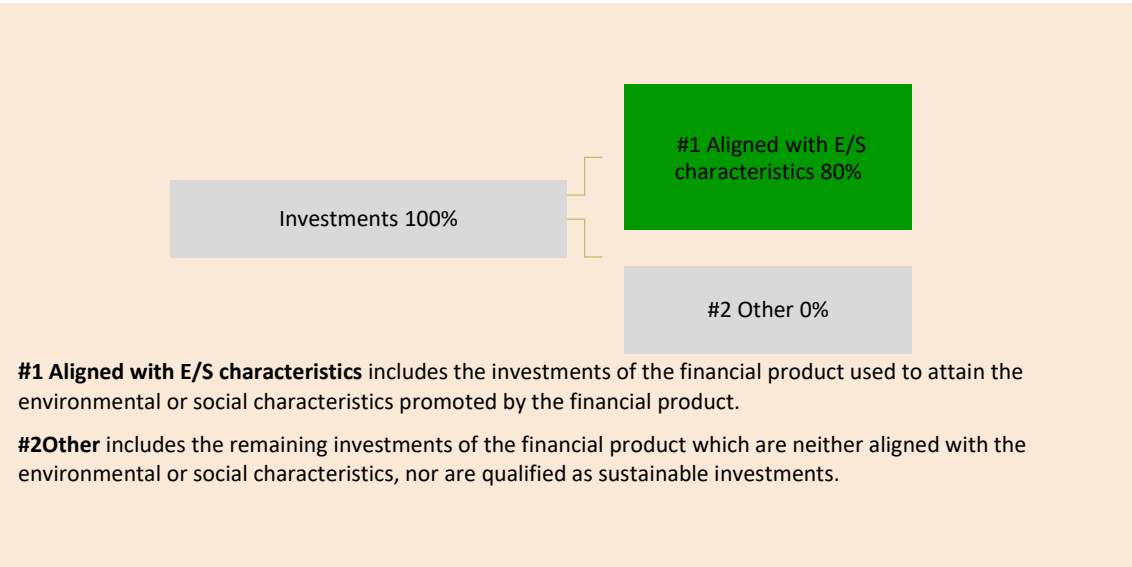 #1 Aligned with E/S
characteristics 80%
Investments 100%
#2 Other 0%
#1 Aligned with E/S characteristics includes the investments of the financial product used to attain the
environmental or social characteristics promoted by the financial product.
#2Other includes the remaining investments of the financial product which are neither aligned with the
environmental or social characteristics, nor are qualified as sustainable investments.